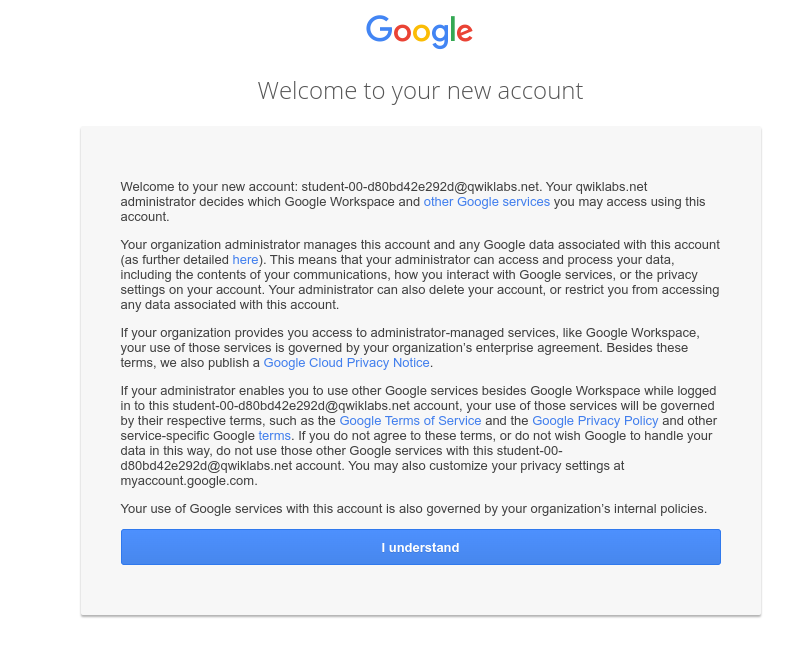 Google
Welcome to your new account
Welcome to your new account: student-00-d80bd42e292d@qwiklabs.net. Your qwiklabs.net
administrator decides which Google Workspace and other Google services you may access using this
account.
Your organization administrator manages this account and any Google data associated with this account
(as further detailed here). This means that your administrator can access and process your data,
including the contents of your communications, how you interact with Google services, or the privacy
settings on your account. Your administrator can also delete your account, or restrict you from accessing
any data associated with this account.
If your organization provides you access to administrator-managed services, like Google Workspace,
your use of those services is governed by your organization’s enterprise agreement. Besides these
terms, we also publish a Google Cloud Privacy Notice.
If your administrator enables you to use other Google services besides Google Workspace while logged
in to this student-00-d80bd42e292d@qwiklabs.net account, your use of those services will be governed
by their respective terms, such as the Google Terms of Service and the Google Privacy Policy and other
service-specific Google terms. If you do not agree to these terms, or do not wish Google to handle your
data in this way, do not use those other Google services with this student-00-
d80bd42e292d@qwiklabs.net account. You may also customize your privacy settings at
myaccount.google.com.
Your use of Google services with this account is also governed by your organization’s internal policies.
I understand